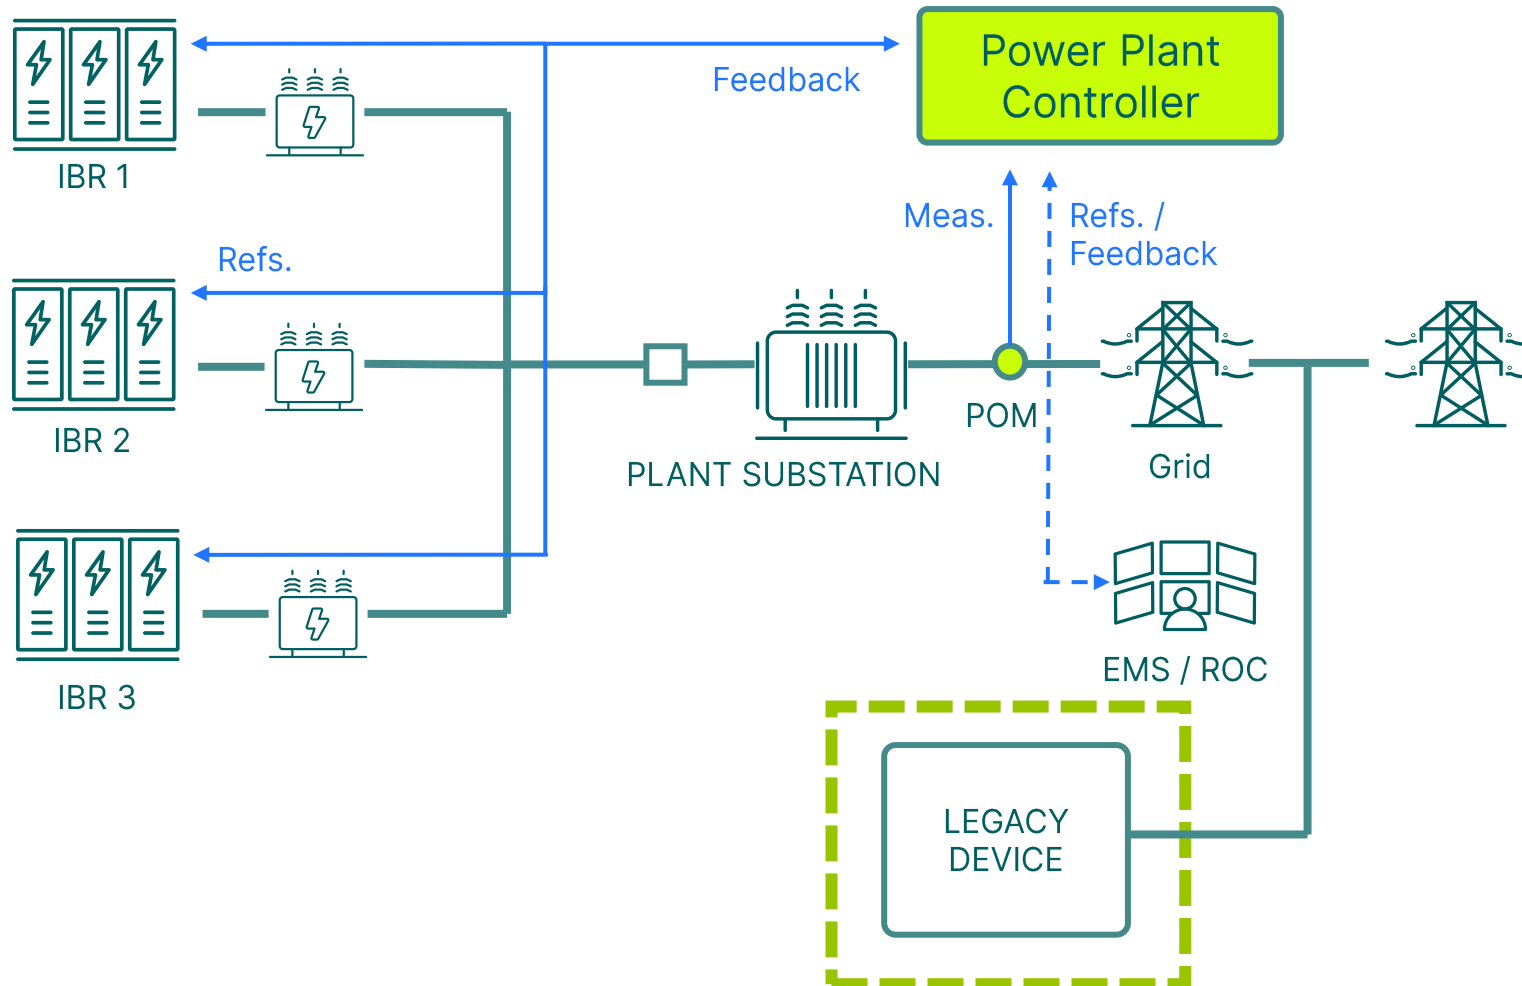 Power Plant
Controller
Feedback
IBR 1
Meas.
Refs. /
Feedback
Refs.
IBR 2
POM
Grid
PLANT SUBSTATION
IBR 3
EMS / ROC
LEGACY
DEVICE